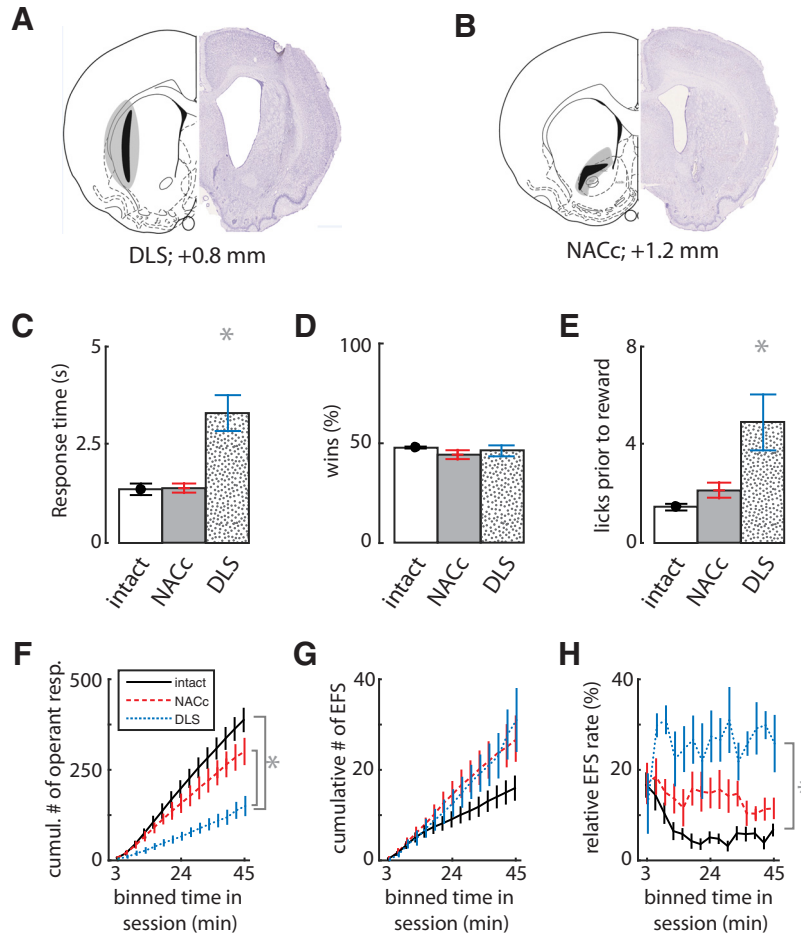 A
B
DLS; +0.8 mm
NACc; +1.2 mm
C
D
E
*
*
5
2.5
0
Response time (s)
intact
NACc
DLS
100
50
0
wins (%)
8
4
0
licks prior to reward
intact
NACc
DLS
F
G
H
500
250
0
cumul. # of operant resp.
intact
NACc
DLS
*
3
24
45
binned time in
session (min)
40
20
0
cumulative # of EFS
3
24
45
binned time in
session (min)
40
20
0
relative EFS rate (%)
*
3
24
45
binned time in
session (min)